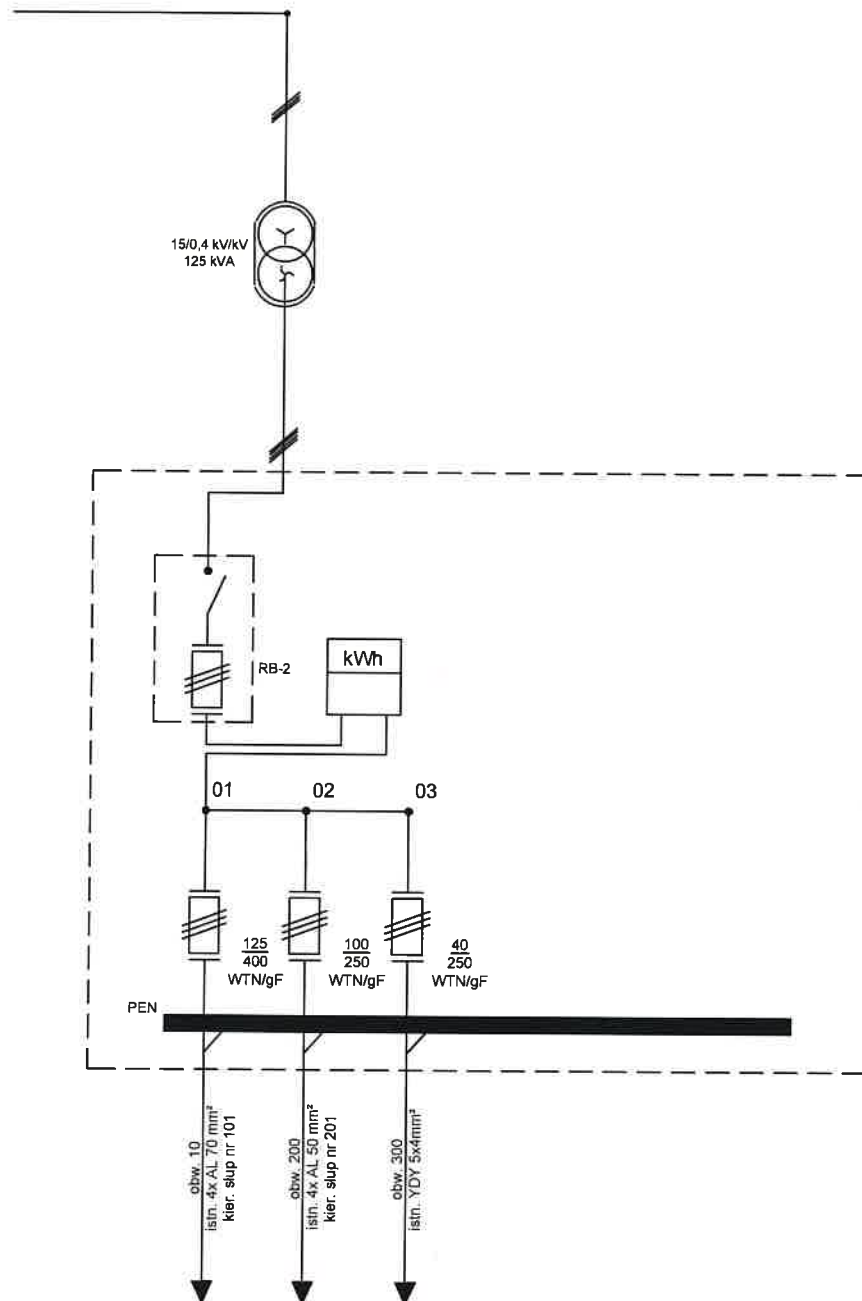 15/0,4 kV/kV
125 kVA
RB-2
kWh
01
02
03
125
400
WTN/gF
100
250
WTN/gF
40
250
WTN/gF
PEN
obw. 10
istn. 4x AL 70 mm²
kier. słup nr 101
obw. 200
istn. 4x AL 50 mm²
kier. słup nr 201
obw. 300
istn. YDY 5x4mm²